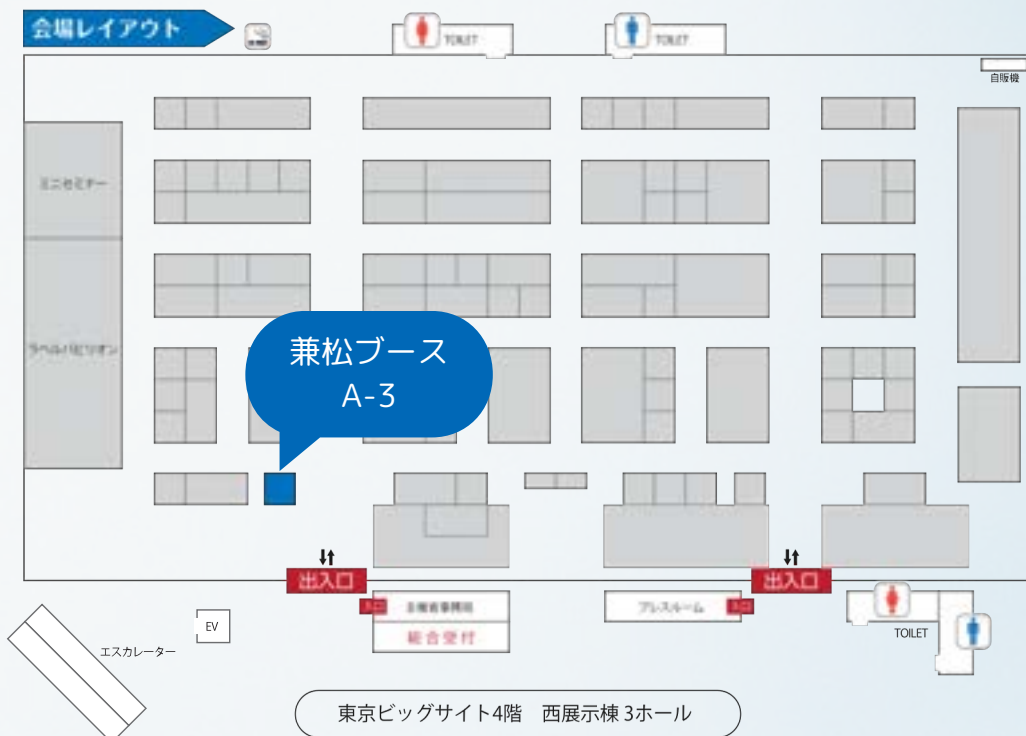 会場レイアウト
TOILET
TOILET
自販機
ミニセミナー
ラベルパビリオン
兼松ブース
A-3
出入口
出入口
主催者事務局
総合受付
プレスルーム
TOILET
EV
エスカレーター
東京ビッグサイト4階 西展示棟 3ホール